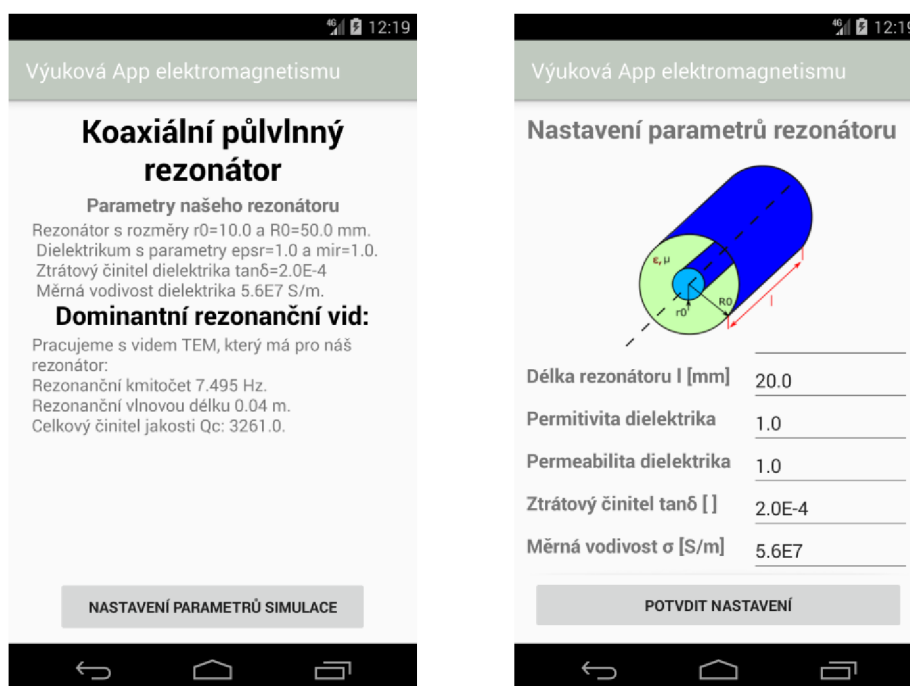 4G 12:19
Výuková App elektromagnetismu
Koaxiální půlvlnný
rezonátor
Parametry našeho rezonátoru
Rezonátor s rozměry r0=10.0 a R0=50.0 mm.
Dielektrikum s parametry epsr=1.0 a mir=1.0.
Ztrátový činitel dielektrika tanδ=2.0E-4
Měrná vodivost dielektrika 5.6E7 S/m.
Dominantní rezonanční vid:
Pracujeme s videm TEM, který má pro náš
rezonátor:
Rezonanční kmitočet 7.495 Hz.
Rezonanční vlnovou délku 0.04 m.
Celkový činitel jakosti Qc: 3261.0.
NASTAVENÍ PARAMETRŮ SIMULACE
4G 12:19
Výuková App elektromagnetismu
Nastavení parametrů rezonátoru
ε, μ
R0
r0
l
Délka rezonátoru l [mm] 20.0
Permitivita dielektrika 1.0
Permeabilita dielektrika 1.0
Ztrátový činitel tanδ [ ] 2.0E-4
Měrná vodivost σ [S/m] 5.6E7
POTVDIT NASTAVENÍ